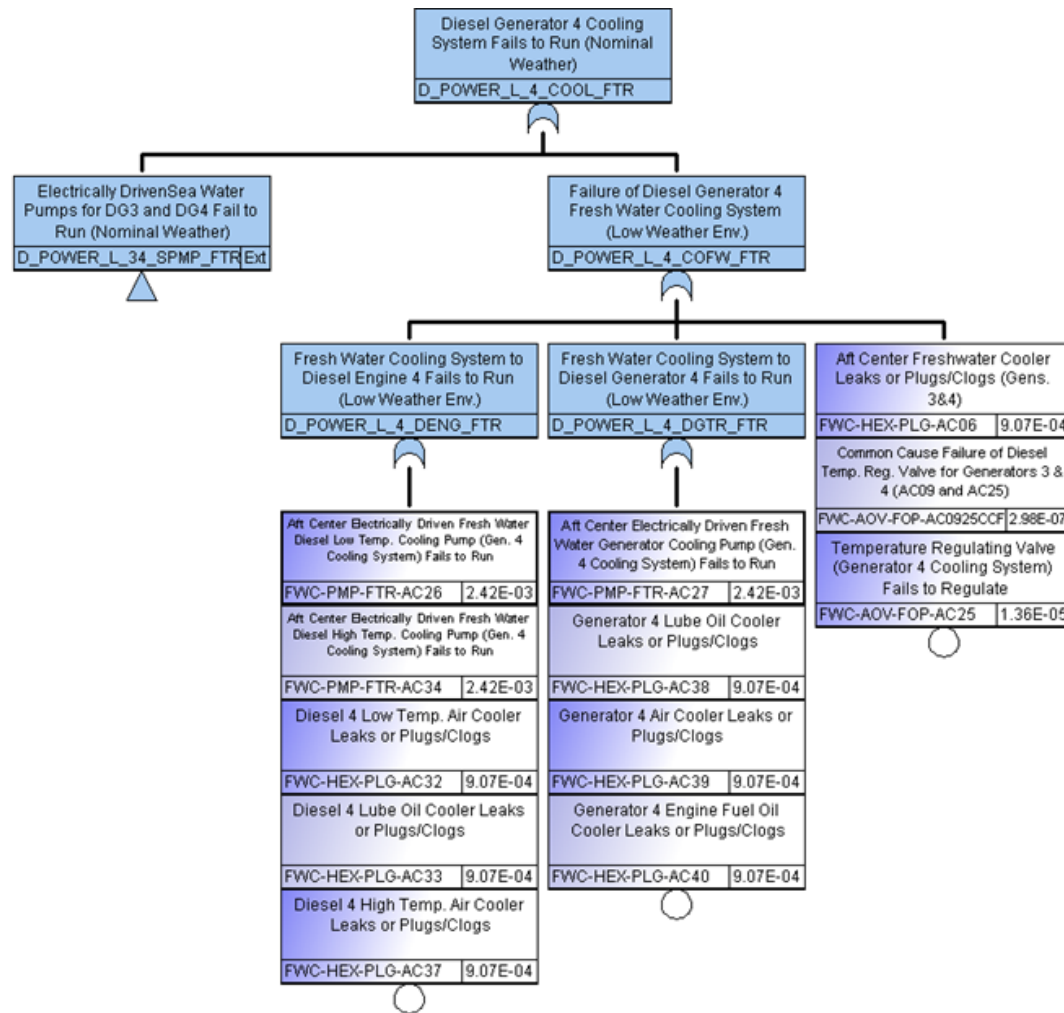 Diesel Generator 4 Cooling
System Fails to Run (Nominal
Weather)
D_POWER_L_4_COOL_FTR
Electrically DrivenSea Water
Pumps for DG3 and DG4 Fail to
Run (Nominal Weather)
D_POWER_L_34_SPMP_FTR Ext
Failure of Diesel Generator 4
Fresh Water Cooling System
(Low Weather Env.)
D_POWER_L_4_COFW_FTR
Fresh Water Cooling System to
Diesel Engine 4 Fails to Run
(Low Weather Env.)
D_POWER_L_4_DENG_FTR
Fresh Water Cooling System to
Diesel Generator 4 Fails to Run
(Low Weather Env.)
D_POWER_L_4_DGTR_FTR
Aft Center Freshwater Cooler
Leaks or Plugs/Clogs (Gens.
3&4)
FWC-HEX-PLG-AC06 9.07E-04
Common Cause Failure of Diesel
Temp. Reg. Valve for Generators 3 &
4 (AC09 and AC25)
FWC-AOV-FOP-AC0925CCF 2.98E-07
Temperature Regulating Valve
(Generator 4 Cooling System)
Fails to Regulate
FWC-AOV-FOP-AC25 1.36E-05
Aft Center Electrically Driven Fresh Water
Diesel Low Temp. Cooling Pump (Gen. 4
Cooling System) Fails to Run
FWC-PMP-FTR-AC26 2.42E-03
Aft Center Electrically Driven Fresh Water
Diesel High Temp. Cooling Pump (Gen. 4
Cooling System) Fails to Run
FWC-PMP-FTR-AC34 2.42E-03
Diesel 4 Low Temp. Air Cooler
Leaks or Plugs/Clogs
FWC-HEX-PLG-AC32 9.07E-04
Diesel 4 Lube Oil Cooler Leaks
or Plugs/Clogs
FWC-HEX-PLG-AC33 9.07E-04
Diesel 4 High Temp. Air Cooler
Leaks or Plugs/Clogs
FWC-HEX-PLG-AC37 9.07E-04
Aft Center Electrically Driven Fresh
Water Generator Cooling Pump (Gen.
4 Cooling System) Fails to Run
FWC-PMP-FTR-AC27 2.42E-03
Generator 4 Lube Oil Cooler
Leaks or Plugs/Clogs
FWC-HEX-PLG-AC38 9.07E-04
Generator 4 Air Cooler Leaks or
Plugs/Clogs
FWC-HEX-PLG-AC39 9.07E-04
Generator 4 Engine Fuel Oil
Cooler Leaks or Plugs/Clogs
FWC-HEX-PLG-AC40 9.07E-04